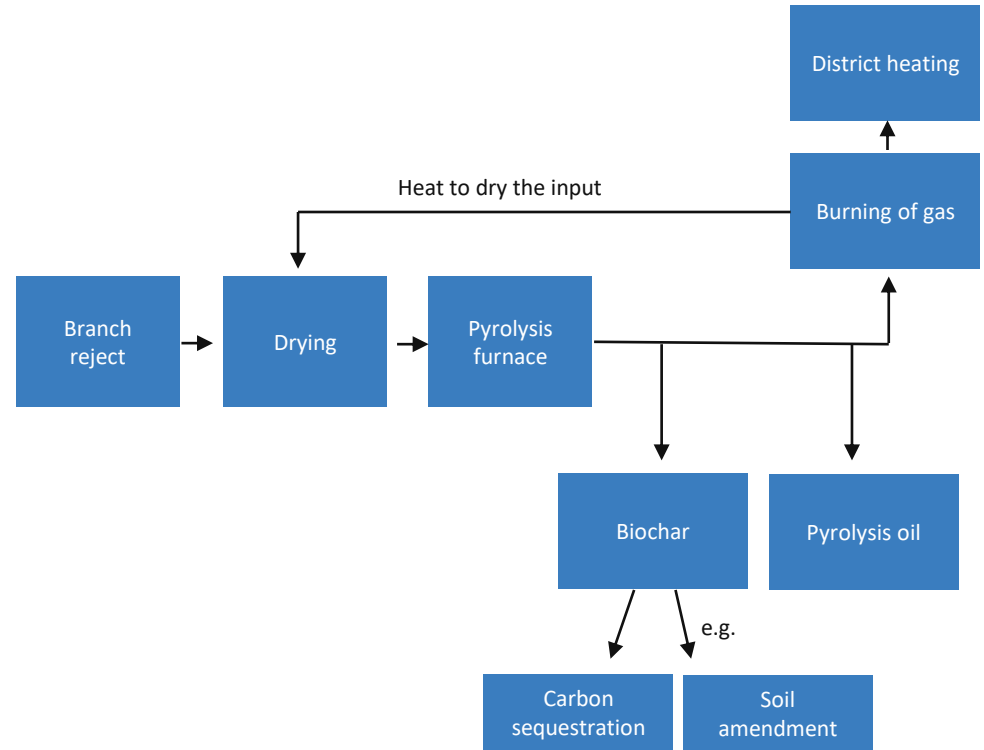 District heating
Heat to dry the input
Burning of gas
Branch
reject
Drying
Pyrolysis
furnace
Biochar
Pyrolysis oil
e.g.
Carbon
sequestration
Soil
amendment